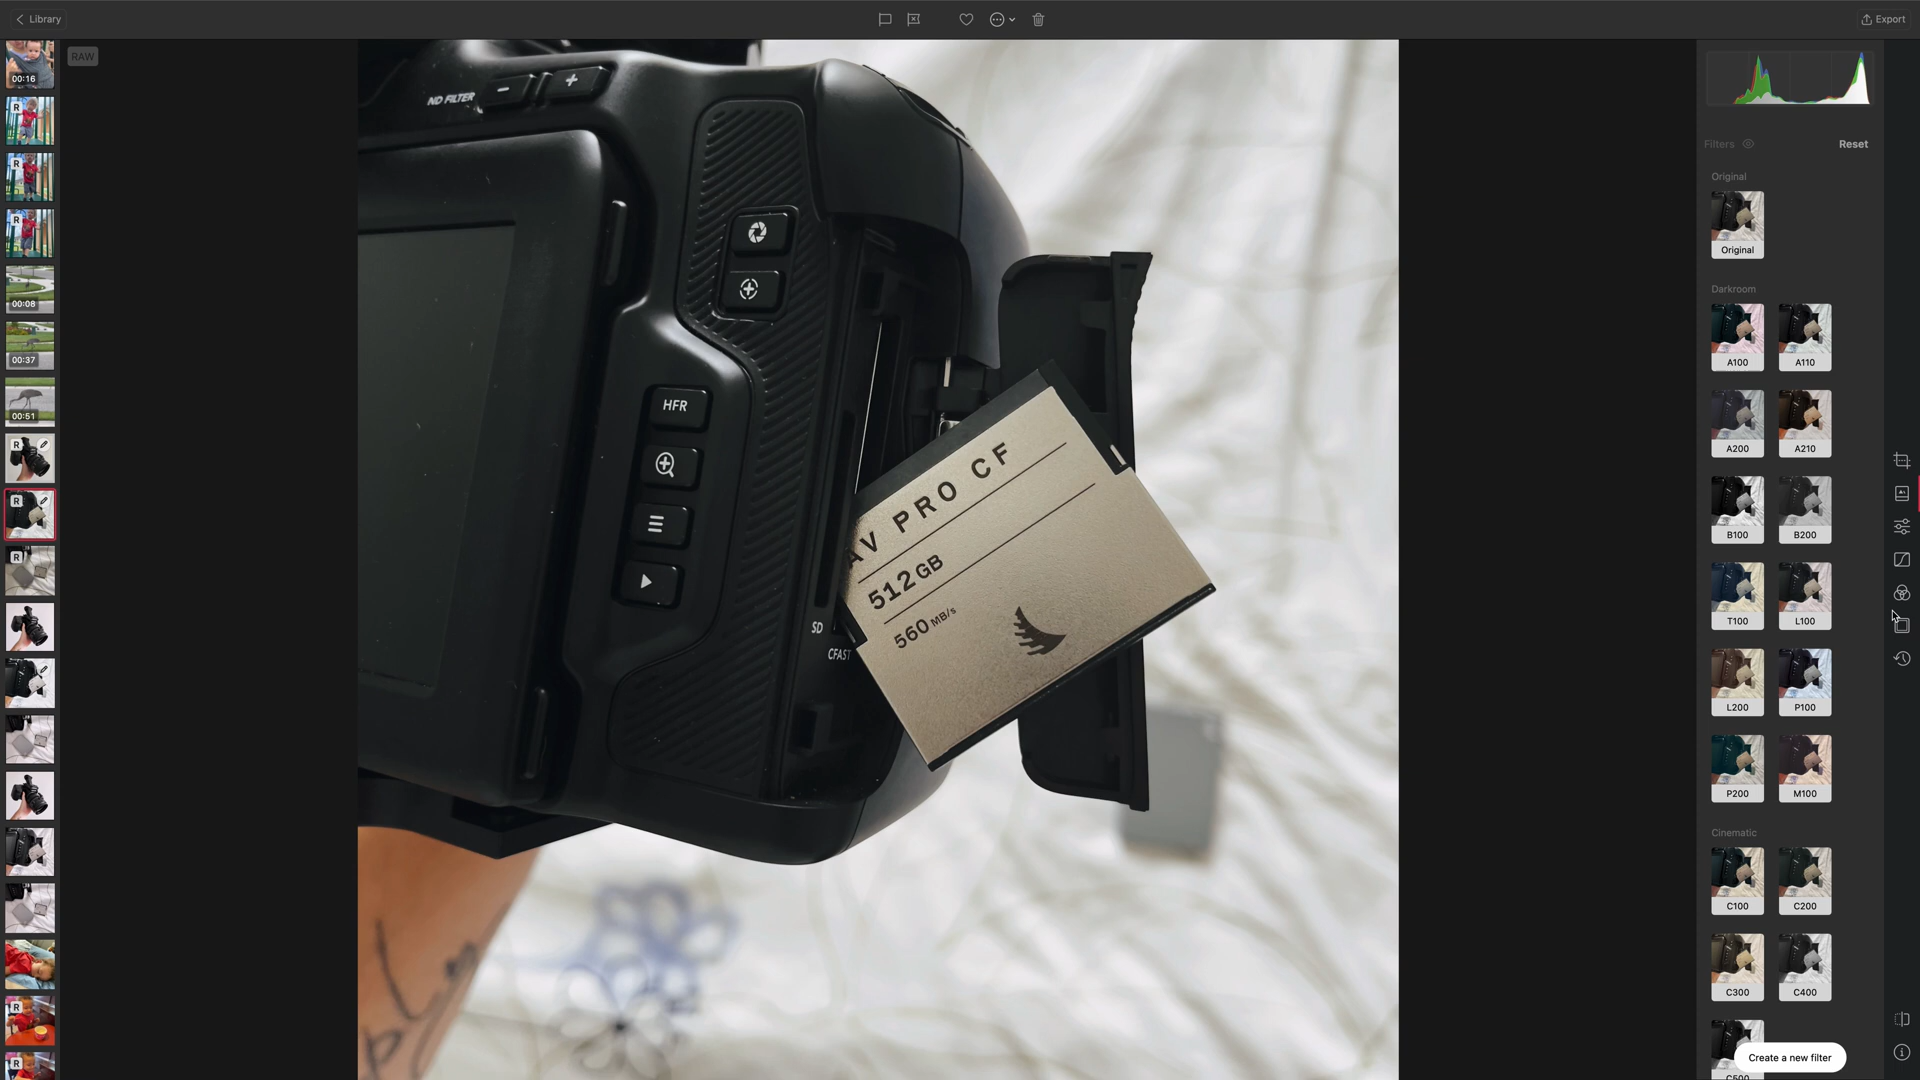 Library
Export
RAW
00:16
R
R
R
00:08
00:37
00:51
R
R
R
R
R
ND FILTER - +
HFR
SD
CFAST
AV PRO CF
512 GB
560 MB/s
Filters
Reset
Original
Original
Darkroom
A100
A110
A200
A210
B100
B200
T100
L100
L200
P100
P200
M100
Cinematic
C100
C200
C300
C400
C500
Create a new filter